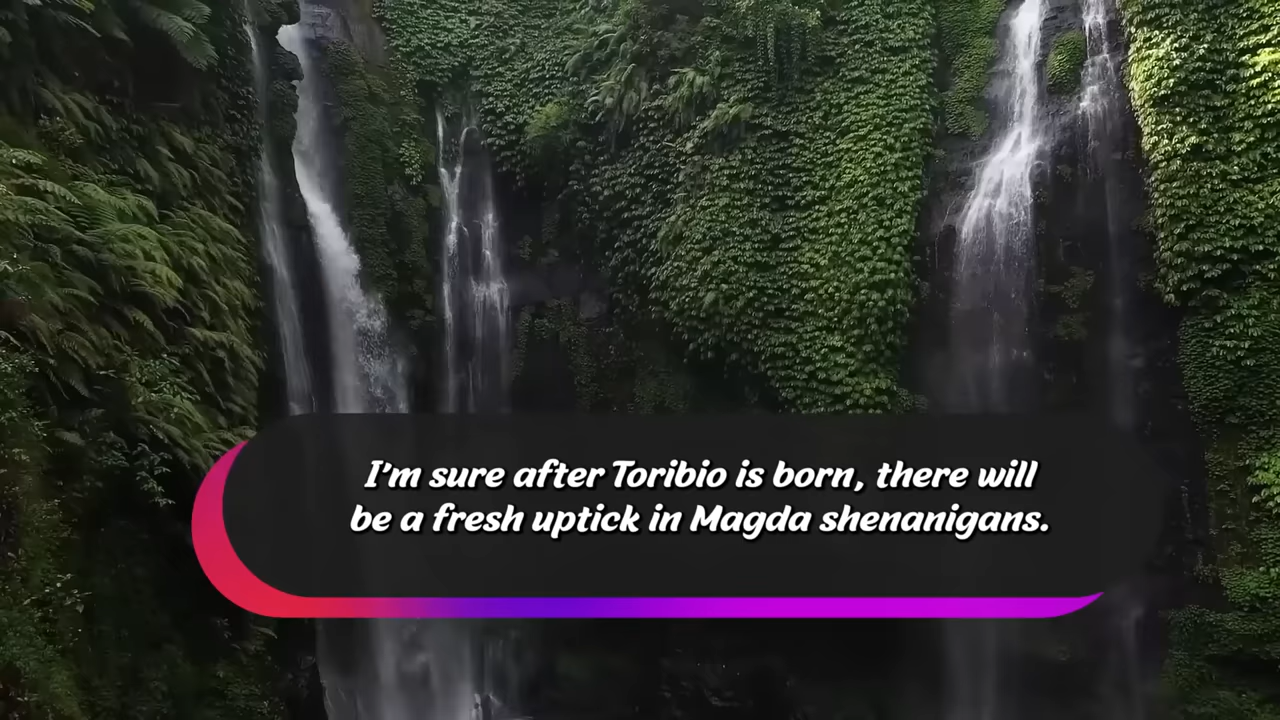 I'm sure after Toribio is born, there will
be a fresh uptick in Magda shenanigans.